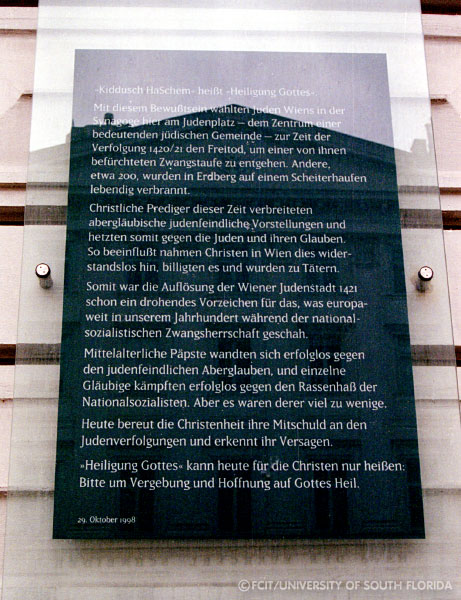 »Kiddusch HaSchem« heißt »Heiligung Gottes«.
Mit diesem Bewußtsein wählten Juden Wiens in der
Synagoge hier am Judenplatz – dem Zentrum einer
bedeutenden jüdischen Gemeinde – zur Zeit der
Verfolgung 1420/21 den Freitod, um einer von ihnen
befürchteten Zwangstaufe zu entgehen. Andere,
etwa 200, wurden in Erdberg auf einem Scheiterhaufen
lebendig verbrannt.
Christliche Prediger dieser Zeit verbreiteten
abergläubische judenfeindliche Vorstellungen und
hetzten somit gegen die Juden und ihren Glauben.
So beeinflußt nahmen Christen in Wien dies wider-
standslos hin, billigten es und wurden zu Tätern.
Somit war die Auflösung der Wiener Judenstadt 1421
schon ein drohendes Vorzeichen für das, was europa-
weit in unserem Jahrhundert während der national-
sozialistischen Zwangsherrschaft geschah.
Mittelalterliche Päpste wandten sich erfolglos gegen
den judenfeindlichen Aberglauben, und einzelne
Gläubige kämpften erfolglos gegen den Rassenhaß der
Nationalsozialisten. Aber es waren derer viel zu wenige.
Heute bereut die Christenheit ihre Mitschuld an den
Judenverfolgungen und erkennt ihr Versagen.
»Heiligung Gottes« kann heute für die Christen nur heißen:
Bitte um Vergebung und Hoffnung auf Gottes Heil.
29. Oktober 1998
©FCIT/UNIVERSITY OF SOUTH FLORIDA